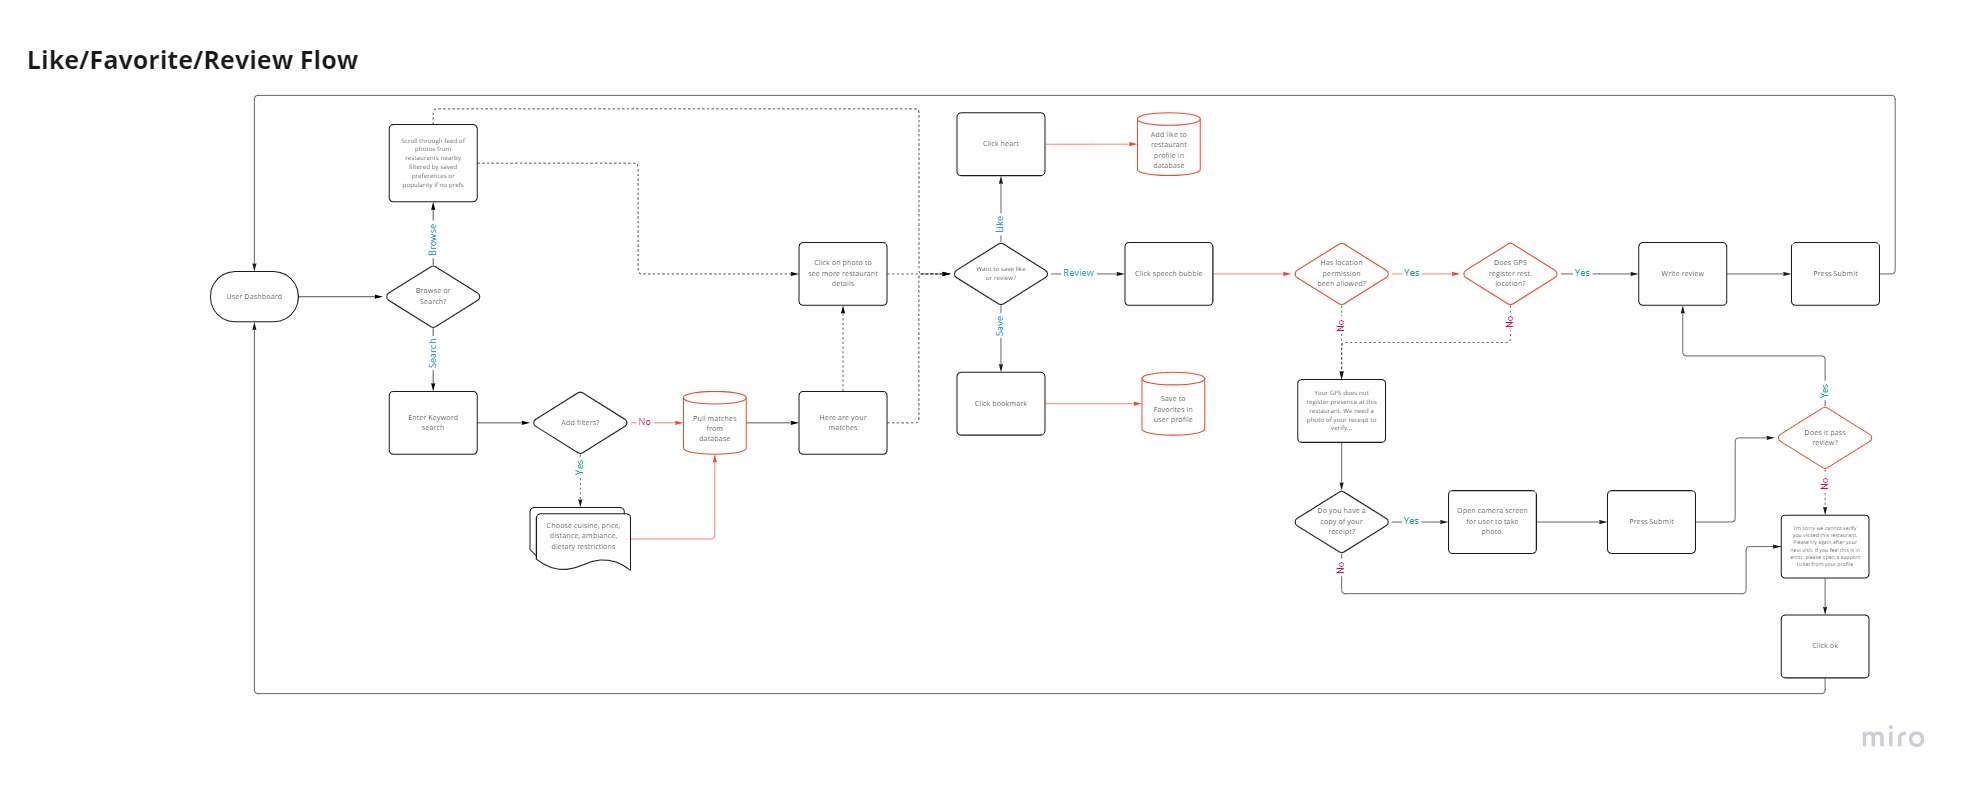 Like/Favorite/Review Flow
User Dashboard
Browse or
Search?
Browse
Scroll through feed of
photos from
restaurants nearby
filtered by saved
preferences or
popularity if no prefs
Search
Enter Keyword
search
Add filters?
No
Yes
Choose cuisine, price,
distance, ambiance,
dietary restrictions
Pull matches
from
database
Here are your
matches
Click on photo to
see more restaurant
details
Want to save like
or review?
Like
Click heart
Add like to
restaurant
profile in
database
Save
Click bookmark
Save to
Favorites in
user profile
Review
Click speech bubble
Has location
permission
been allowed?
Yes
No
Does GPS
register rest.
location?
Yes
No
Write review
Press Submit
Your GPS does not
register presence at this
restaurant. We need a
photo of your receipt to
verify...
Do you have a
copy of your
receipt?
Yes
No
Open camera screen
for user to take
photo.
Press Submit
Does it pass
review?
Yes
No
I'm sorry we cannot verify
you visited this restaurant.
Please try again after your
next visit. If you feel this is in
error, please open a support
ticket from your profile
Click ok
miro